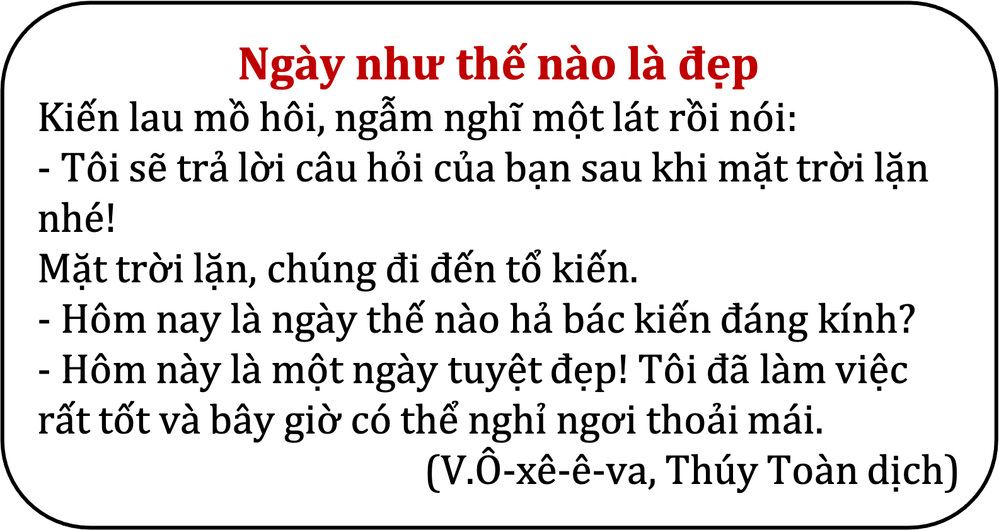 Ngày như thế nào là đẹp
Kiến lau mồ hôi, ngẫm nghĩ một lát rồi nói:
- Tôi sẽ trả lời câu hỏi của bạn sau khi mặt trời lặn
nhé!
Mặt trời lặn, chúng đi đến tổ kiến.
- Hôm nay là ngày thế nào hả bác kiến đáng kính?
- Hôm này là một ngày tuyệt đẹp! Tôi đã làm việc
rất tốt và bây giờ có thể nghỉ ngơi thoải mái.
(V.Ô-xê-ê-va, Thúy Toàn dịch)